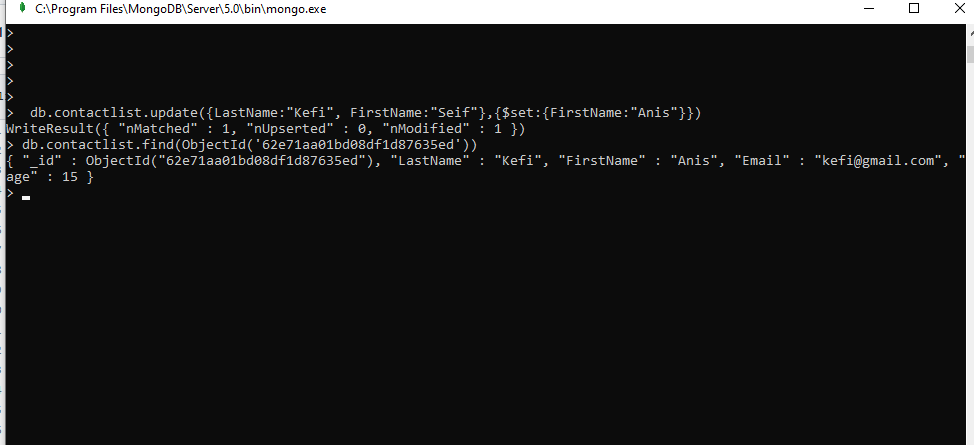 C:\Program Files\MongoDB\Server\5.0\bin\mongo.exe
>
>
>
>
>
>  db.contactlist.update({LastName:"Kefi", FirstName:"Seif"},{$set:{FirstName:"Anis"}})
WriteResult({ "nMatched" : 1, "nUpserted" : 0, "nModified" : 1 })
> db.contactlist.find(ObjectId('62e71aa01bd08df1d87635ed'))
{ "_id" : ObjectId("62e71aa01bd08df1d87635ed"), "LastName" : "Kefi", "FirstName" : "Anis", "Email" : "kefi@gmail.com", "
age" : 15 }
>